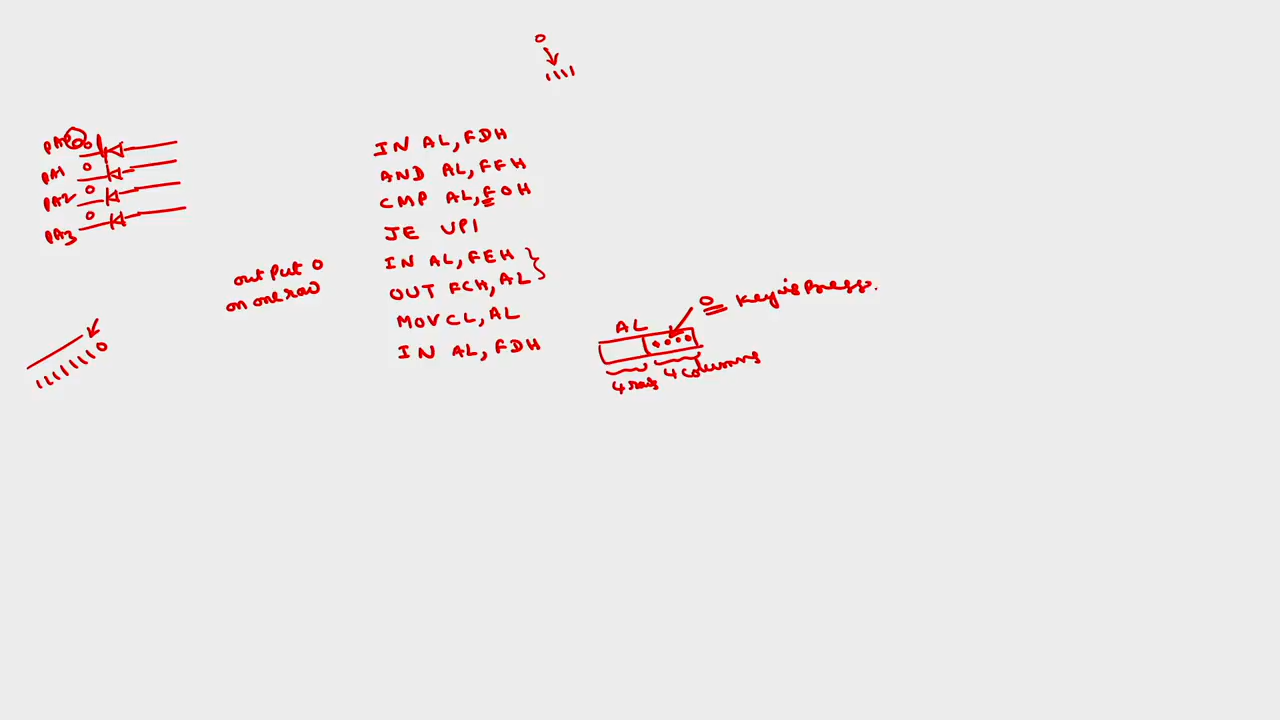 0
1111
PA0 0
PA1 0
PA2 0
PA3 0
IN AL, FDH
AND AL, FFH
CMP AL, F0H
JE UP1
IN AL, FEH
OUT FCH, AL
MOV CL, AL
IN AL, FDH
output 0
on one row
11111110
AL
0 Key is Press.
4 rows 4 columns